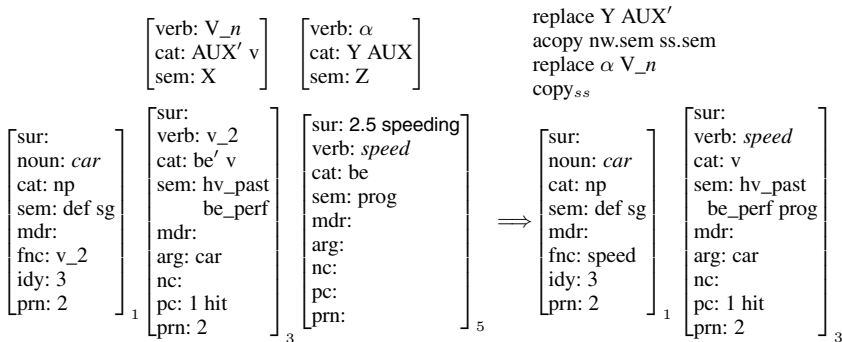 verb: V_n
cat: AUX′ v
sem: X
verb: α
cat: Y AUX
sem: Z
replace Y AUX′
acopy nw.sem ss.sem
replace α V_n
copyss
sur:
noun: car
cat: np
sem: def sg
mdr:
fnc: v_2
idy: 3
prn: 2
1
sur:
verb: v_2
cat: be′ v
sem: hv_past
be_perf
mdr:
arg: car
nc:
pc: 1 hit
prn: 2
3
sur: 2.5 speeding
verb: speed
cat: be
sem: prog
mdr:
arg:
nc:
pc:
prn:
5
⟹
sur:
noun: car
cat: np
sem: def sg
mdr:
fnc: speed
idy: 3
prn: 2
1
sur:
verb: speed
cat: v
sem: hv_past
be_perf prog
mdr:
arg: car
nc:
pc: 1 hit
prn: 2
3